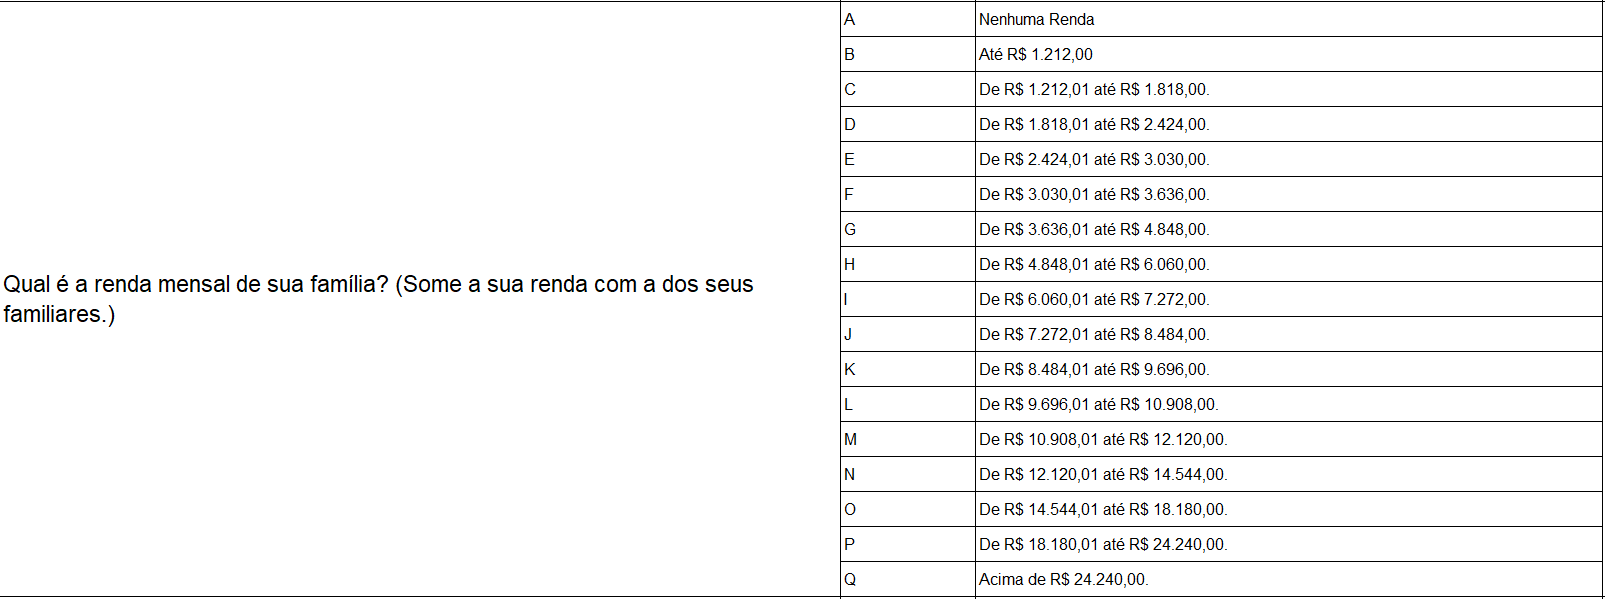 Qual é a renda mensal de sua família? (Some a sua renda com a dos seus
familiares.)
A Nenhuma Renda
B Até R$ 1.212,00
C De R$ 1.212,01 até R$ 1.818,00.
D De R$ 1.818,01 até R$ 2.424,00.
E De R$ 2.424,01 até R$ 3.030,00.
F De R$ 3.030,01 até R$ 3.636,00.
G De R$ 3.636,01 até R$ 4.848,00.
H De R$ 4.848,01 até R$ 6.060,00.
I De R$ 6.060,01 até R$ 7.272,00.
J De R$ 7.272,01 até R$ 8.484,00.
K De R$ 8.484,01 até R$ 9.696,00.
L De R$ 9.696,01 até R$ 10.908,00.
M De R$ 10.908,01 até R$ 12.120,00.
N De R$ 12.120,01 até R$ 14.544,00.
O De R$ 14.544,01 até R$ 18.180,00.
P De R$ 18.180,01 até R$ 24.240,00.
Q Acima de R$ 24.240,00.